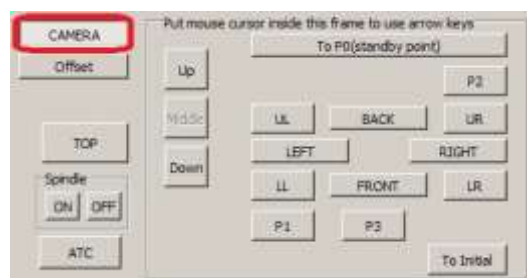 CAMERA
Offset
TOP
Spindle
ON OFF
ATC
Put mouse cursor inside this frame to use arrow keys
To P0(standby point)
Up
P2
Middle
UL BACK UR
LEFT RIGHT
Down
LL FRONT LR
P1 P3
To Initial